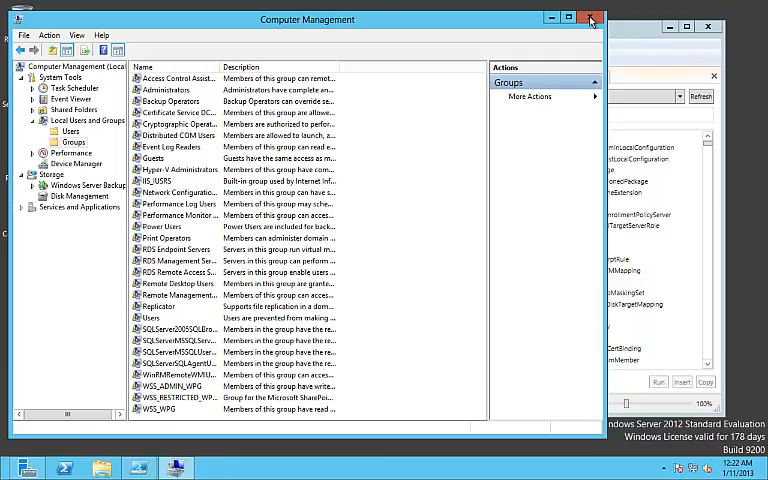 Computer Management
File Action View Help
Computer Management (Local
System Tools
Task Scheduler
Event Viewer
Shared Folders
Local Users and Groups
Users
Groups
Performance
Device Manager
Storage
Windows Server Backup
Disk Management
Services and Applications
Name Description
Access Control Assist... Members of this group can remot...
Administrators Administrators have complete an...
Backup Operators Backup Operators can override se...
Certificate Service DC... Members of this group are allowe...
Cryptographic Operat... Members are authorized to perfor...
Distributed COM Users Members are allowed to launch, a...
Event Log Readers Members of this group can read e...
Guests Guests have the same access as m...
Hyper-V Administrators Members of this group have com...
IIS_IUSRS Built-in group used by Internet Inf...
Network Configuratio... Members in this group can have s...
Performance Log Users Members of this group may sche...
Performance Monitor ... Members of this group can acces...
Power Users Power Users are included for back...
Print Operators Members can administer domain ...
RDS Endpoint Servers Servers in this group run virtual m...
RDS Management Ser... Servers in this group can perform ...
RDS Remote Access S... Servers in this group enable users ...
Remote Desktop Users Members in this group are grante...
Remote Management... Members of this group can acces...
Replicator Supports file replication in a dom...
Users Users are prevented from making ...
SQLServer2005SQLBro... Members in the group have the re...
SQLServerMSSQLServ... Members in the group have the re...
SQLServerMSSQLUser... Members in the group have the re...
SQLServerSQLAgentU... Members in the group have the re...
WinRMRemoteWMIU... Members of this group can acces...
WSS_ADMIN_WPG Members of this group have write...
WSS_RESTRICTED_WP... Group for the Microsoft SharePoi...
WSS_WPG Members of this group have read ...
Actions
Groups
More Actions
Refresh
minLocalConfiguration
stLocalConfiguration
ge
ionedPackage
eExtension
nrollmentPolicyServer
lTargetServerRole
rptRule
MMapping
oMaskingSet
DiskTargetMapping
CertBinding
omMember
Run Insert Copy
100%
ndows Server 2012 Standard Evaluation
Windows License valid for 178 days
Build 9200
12:22 AM
1/11/2013